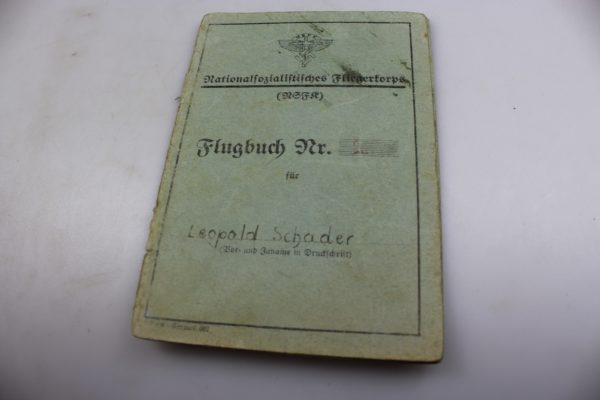 Nationalsozialistisches Fliegerkorps
(NSFK)
Flugbuch Nr.
für
Leopold Schader
(Vor- und Zuname in Druckschrift)